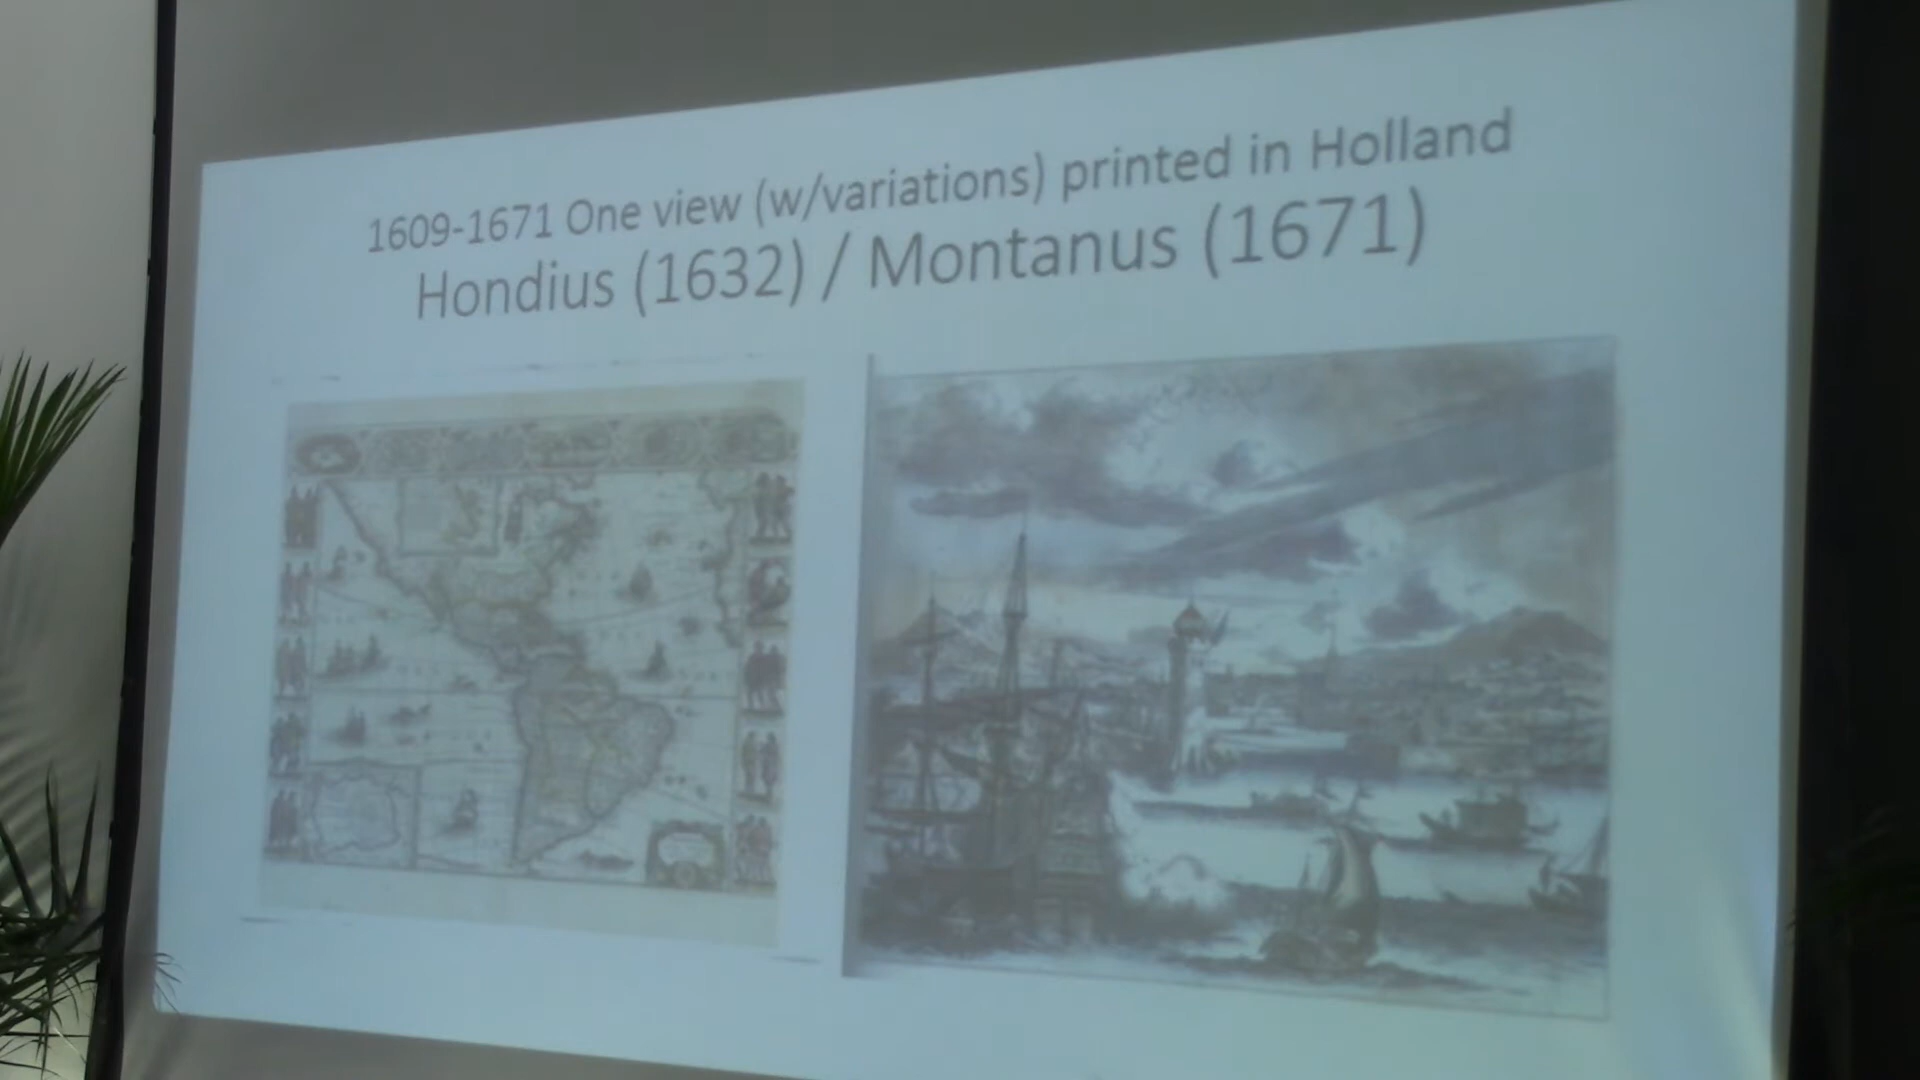 1609-1671 One view (w/variations) printed in Holland
Hondius (1632) / Montanus (1671)